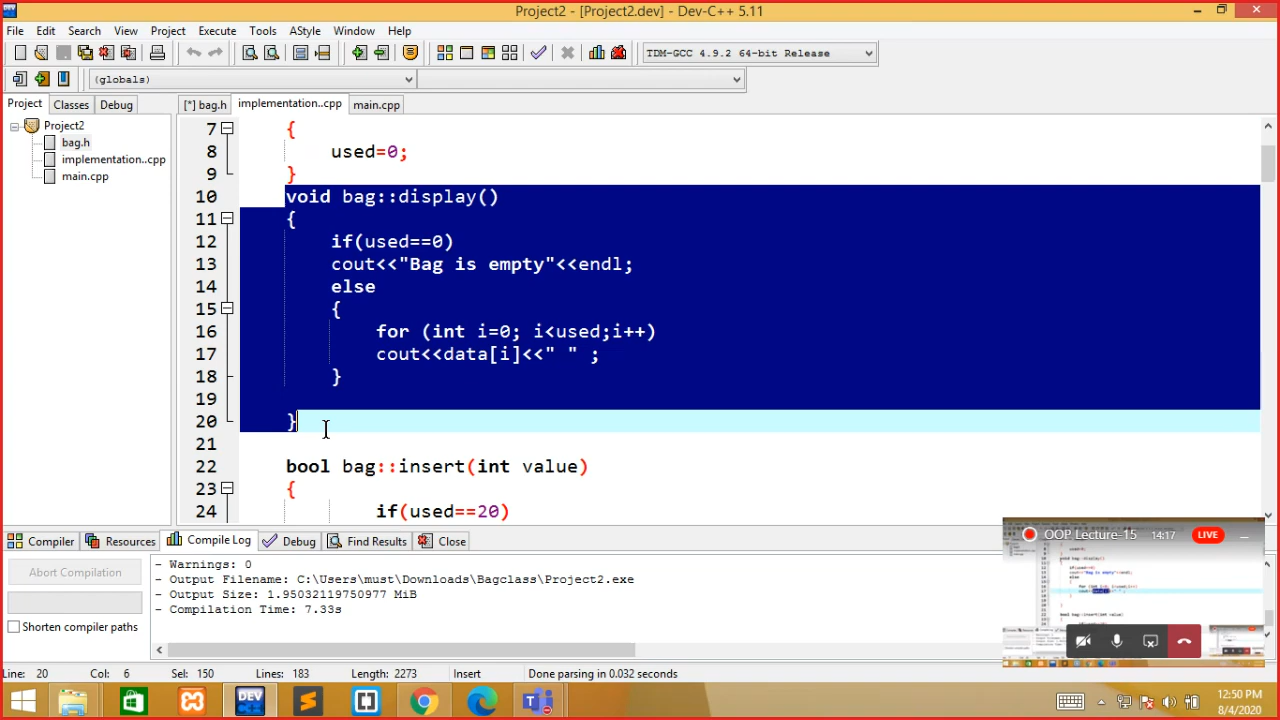 Project2 - [Project2.dev] - Dev-C++ 5.11
File Edit Search View Project Execute Tools AStyle Window Help
TDM-GCC 4.9.2 64-bit Release
(globals)
Project Classes Debug
[*] bag.h implementation..cpp main.cpp
Project2
bag.h
implementation..cpp
main.cpp
7 {
8 used=0;
9 }
10 void bag::display()
11 {
12 if(used==0)
13 cout<<"Bag is empty"<<endl;
14 else
15 {
16 for (int i=0; i<used;i++)
17 cout<<data[i]<<" " ;
18 }
19
20 }
21
22 bool bag::insert(int value)
23 {
24 if(used==20)
Compiler Resources Compile Log Debug Find Results Close
Abort Compilation
Shorten compiler paths
- Warnings: 0
- Output Filename: C:\Users\must\Downloads\Bagclass\Project2.exe
- Output Size: 1.95032119750977 MiB
- Compilation Time: 7.33s
OOP Lecture-15 14:17 LIVE
Line: 20 Col: 6 Sel: 150 Lines: 183 Length: 2273 Insert Done parsing in 0.032 seconds
DEV
12:50 PM
8/4/2020